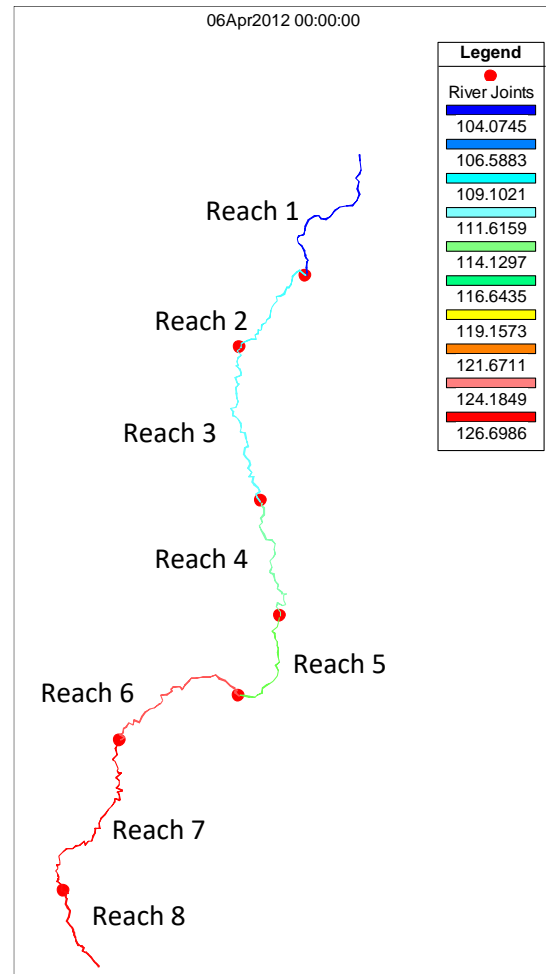 06Apr2012 00:00:00
Legend
River Joints
104.0745
106.5883
109.1021
111.6159
114.1297
116.6435
119.1573
121.6711
124.1849
126.6986
Reach 1
Reach 2
Reach 3
Reach 4
Reach 5
Reach 6
Reach 7
Reach 8